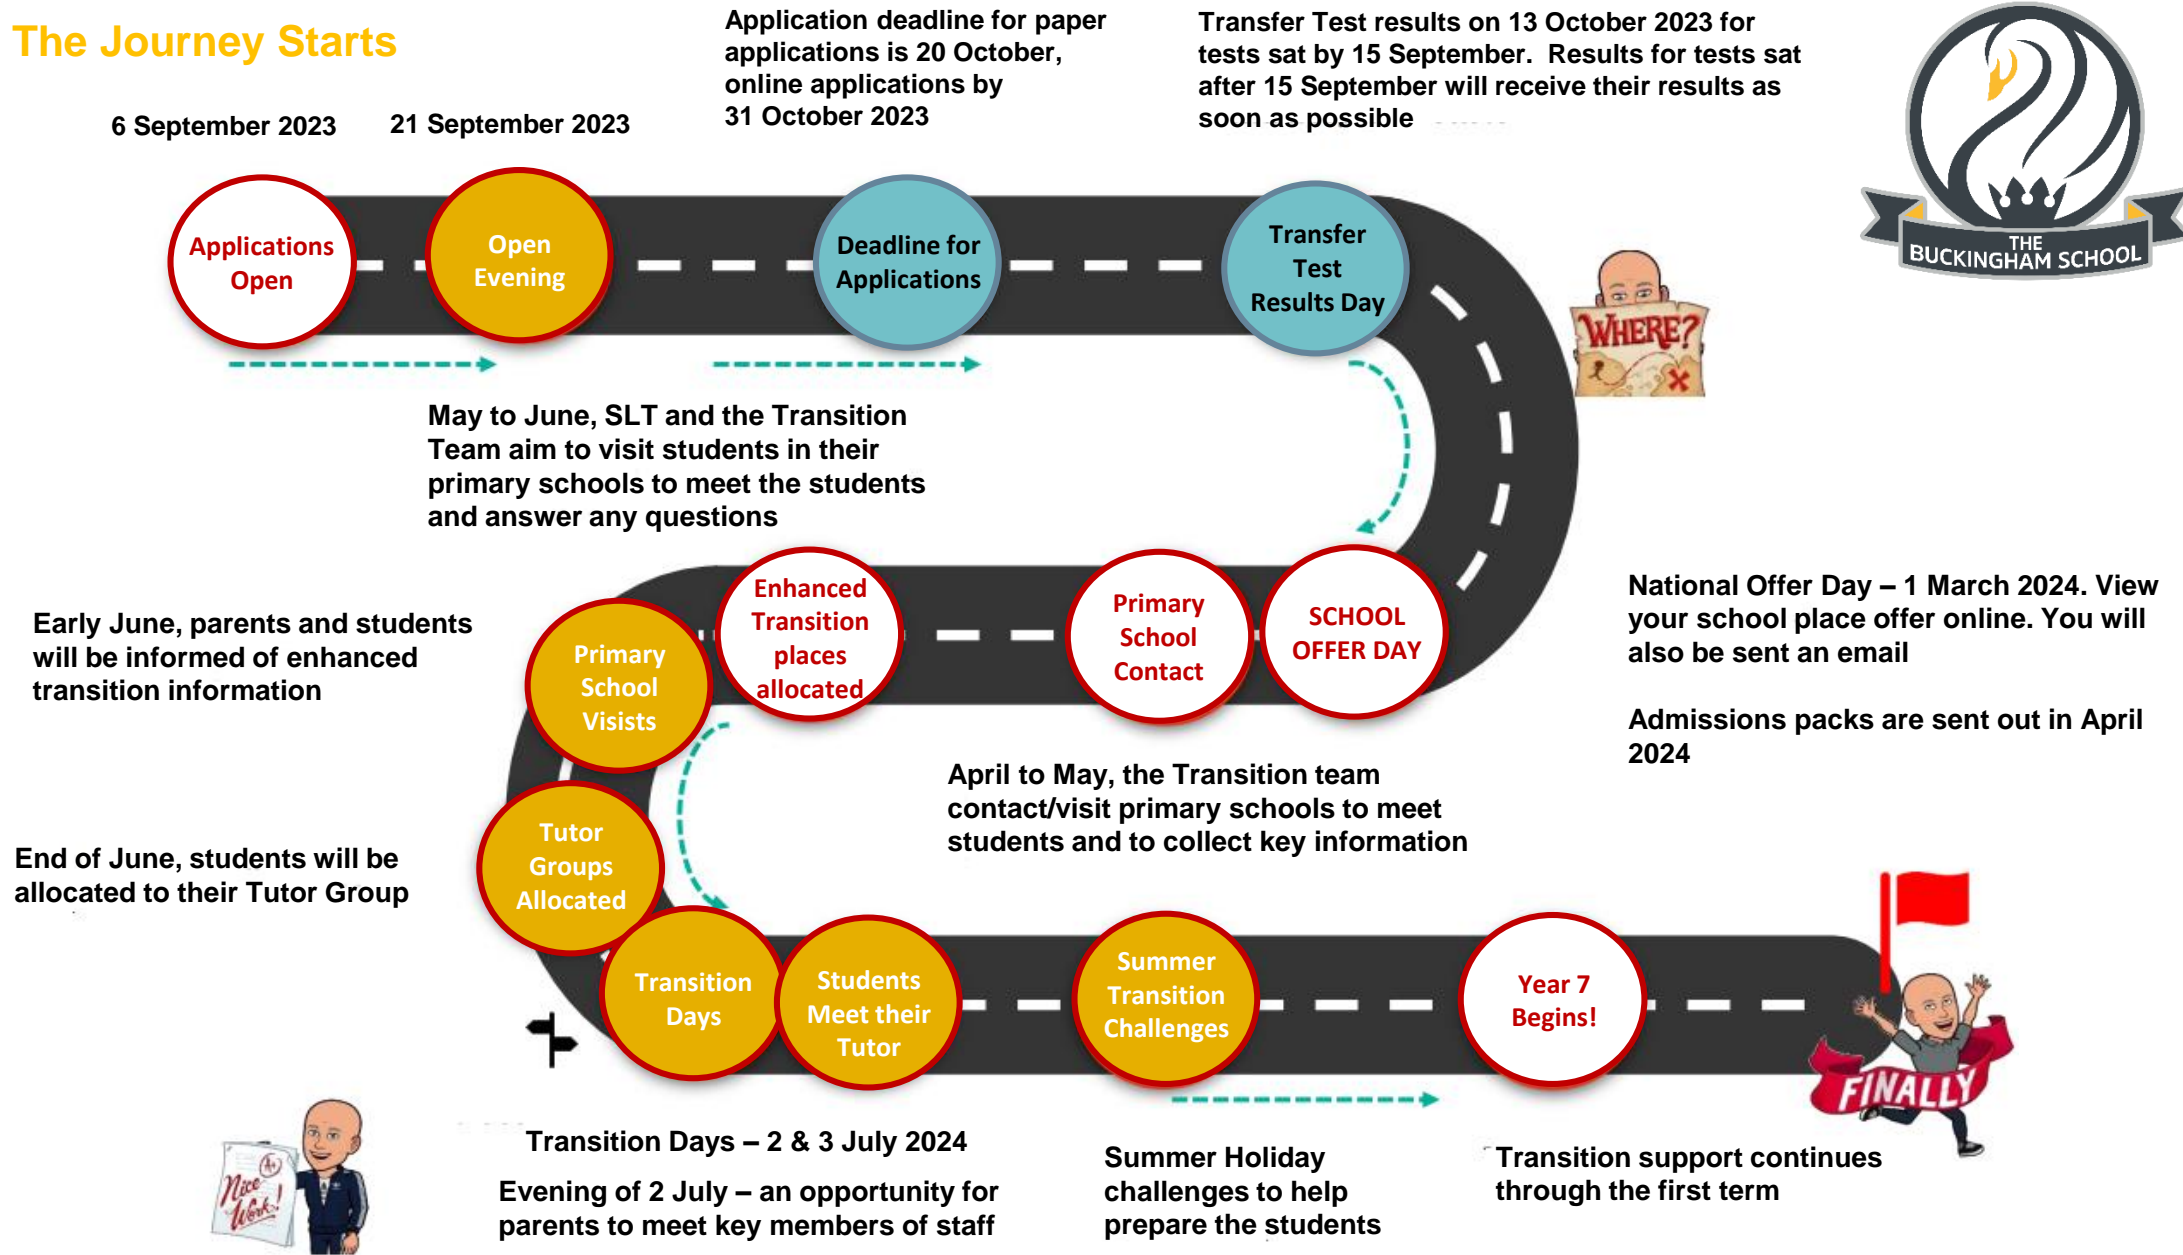 The Journey Starts
6 September 2023
21 September 2023
Application deadline for paper
applications is 20 October,
online applications by
31 October 2023
Transfer Test results on 13 October 2023 for
tests sat by 15 September.  Results for tests sat
after 15 September will receive their results as
soon as possible
THE
BUCKINGHAM SCHOOL
Applications
Open
Open
Evening
Deadline for
Applications
Transfer
Test
Results Day
WHERE?
May to June, SLT and the Transition
Team aim to visit students in their
primary schools to meet the students
and answer any questions
National Offer Day – 1 March 2024. View
your school place offer online. You will
also be sent an email
Admissions packs are sent out in April
2024
SCHOOL
OFFER DAY
Primary
School
Contact
Enhanced
Transition
places
allocated
Primary
School
Visists
Early June, parents and students
will be informed of enhanced
transition information
April to May, the Transition team
contact/visit primary schools to meet
students and to collect key information
Tutor
Groups
Allocated
End of June, students will be
allocated to their Tutor Group
Transition
Days
Students
Meet their
Tutor
Summer
Transition
Challenges
Year 7
Begins!
FINALLY
A+
Nice
Work!
Transition Days – 2 & 3 July 2024
Evening of 2 July – an opportunity for
parents to meet key members of staff
Summer Holiday
challenges to help
prepare the students
Transition support continues
through the first term